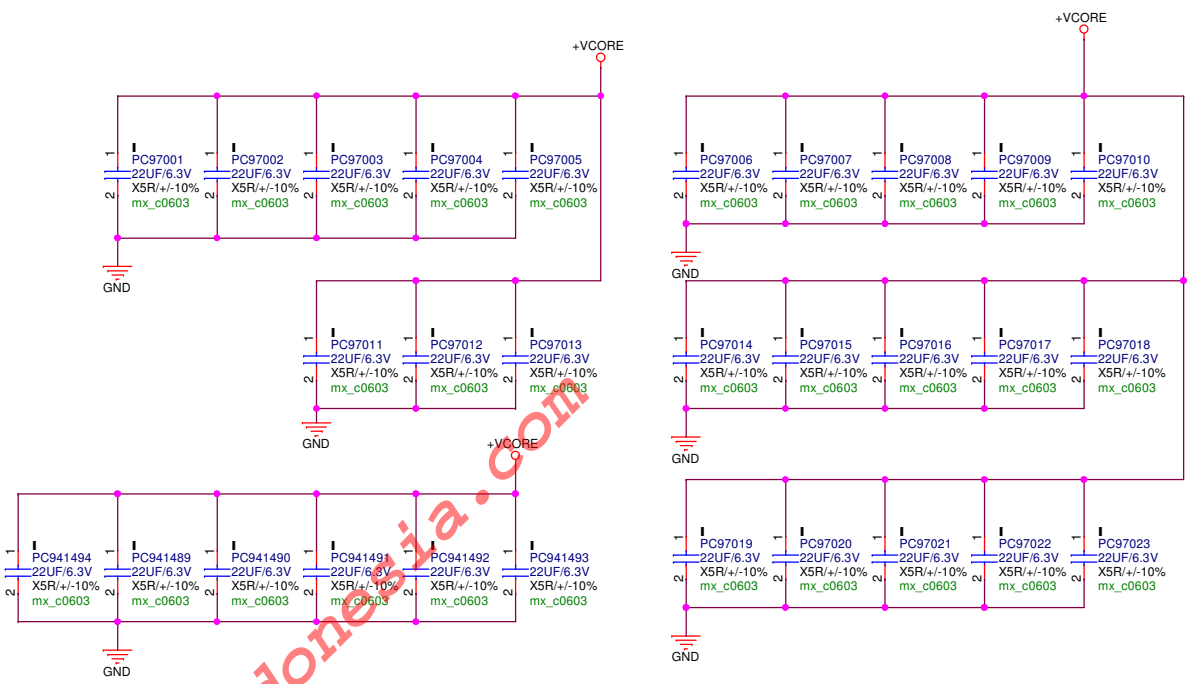 +VCORE
1
2
I
PC97001
22UF/6.3V
X5R/+/-10%
mx_c0603
1
2
I
PC97002
22UF/6.3V
X5R/+/-10%
mx_c0603
1
2
I
PC97003
22UF/6.3V
X5R/+/-10%
mx_c0603
1
2
I
PC97004
22UF/6.3V
X5R/+/-10%
mx_c0603
1
2
I
PC97005
22UF/6.3V
X5R/+/-10%
mx_c0603
GND
1
2
I
PC97011
22UF/6.3V
X5R/+/-10%
mx_c0603
1
2
I
PC97012
22UF/6.3V
X5R/+/-10%
mx_c0603
1
2
I
PC97013
22UF/6.3V
X5R/+/-10%
mx_c0603
GND
+VCORE
1
2
I
PC941494
22UF/6.3V
X5R/+/-10%
mx_c0603
1
2
I
PC941489
22UF/6.3V
X5R/+/-10%
mx_c0603
1
2
I
PC941490
22UF/6.3V
X5R/+/-10%
mx_c0603
1
2
I
PC941491
22UF/6.3V
X5R/+/-10%
mx_c0603
1
2
I
PC941492
22UF/6.3V
X5R/+/-10%
mx_c0603
1
2
I
PC941493
22UF/6.3V
X5R/+/-10%
mx_c0603
GND
+VCORE
1
2
I
PC97006
22UF/6.3V
X5R/+/-10%
mx_c0603
1
2
I
PC97007
22UF/6.3V
X5R/+/-10%
mx_c0603
1
2
I
PC97008
22UF/6.3V
X5R/+/-10%
mx_c0603
1
2
I
PC97009
22UF/6.3V
X5R/+/-10%
mx_c0603
1
2
I
PC97010
22UF/6.3V
X5R/+/-10%
mx_c0603
GND
1
2
I
PC97014
22UF/6.3V
X5R/+/-10%
mx_c0603
1
2
I
PC97015
22UF/6.3V
X5R/+/-10%
mx_c0603
1
2
I
PC97016
22UF/6.3V
X5R/+/-10%
mx_c0603
1
2
I
PC97017
22UF/6.3V
X5R/+/-10%
mx_c0603
1
2
I
PC97018
22UF/6.3V
X5R/+/-10%
mx_c0603
GND
1
2
I
PC97019
22UF/6.3V
X5R/+/-10%
mx_c0603
1
2
I
PC97020
22UF/6.3V
X5R/+/-10%
mx_c0603
1
2
I
PC97021
22UF/6.3V
X5R/+/-10%
mx_c0603
1
2
I
PC97022
22UF/6.3V
X5R/+/-10%
mx_c0603
1
2
I
PC97023
22UF/6.3V
X5R/+/-10%
mx_c0603
GND
donesia.com